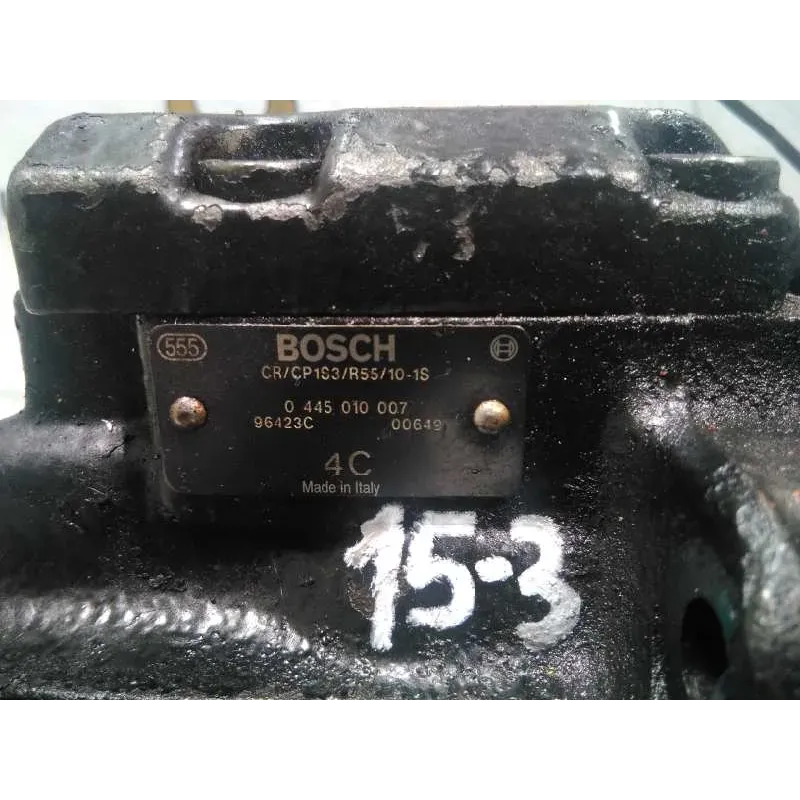 555 BOSCH
CR/CP1S3/R55/10-1S
0 445 010 007
96423C 00649
4C
Made in Italy
15-3